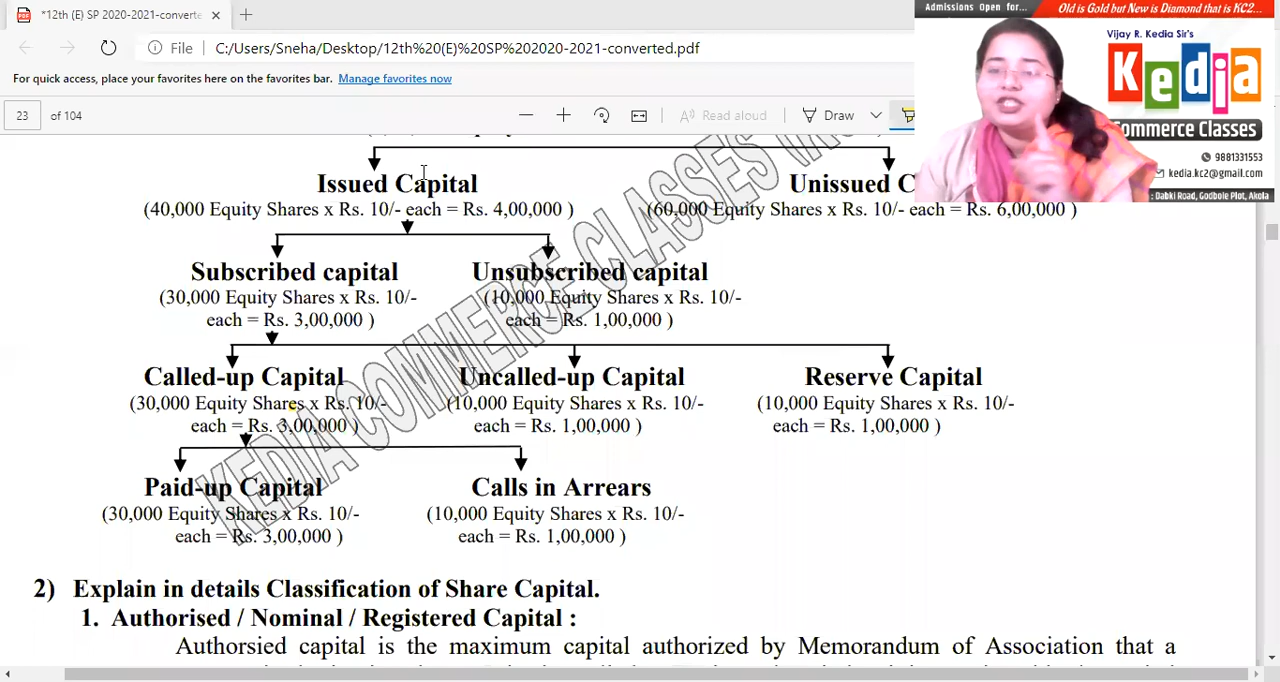 *12th (E) SP 2020-2021-converte
File C:/Users/Sneha/Desktop/12th%20(E)%20SP%202020-2021-converted.pdf
For quick access, place your favorites here on the favorites bar. Manage favorites now
23 of 104 Read aloud Draw
Admissions Open for... Old is Gold but New is Diamond that is KC2...
Vijay R. Kedia Sir's
Kedia
Commerce Classes
9881331553
kedia.kc2@gmail.com
: Dabki Road, Godbole Plot, Akola
Issued Capital Unissued C
(40,000 Equity Shares x Rs. 10/- each = Rs. 4,00,000 ) (60,000 Equity Shares x Rs. 10/- each = Rs. 6,00,000 )
Subscribed capital Unsubscribed capital
(30,000 Equity Shares x Rs. 10/- (10,000 Equity Shares x Rs. 10/-
each = Rs. 3,00,000 ) each = Rs. 1,00,000 )
Called-up Capital Uncalled-up Capital Reserve Capital
(30,000 Equity Shares x Rs. 10/- (10,000 Equity Shares x Rs. 10/- (10,000 Equity Shares x Rs. 10/-
each = Rs. 3,00,000 ) each = Rs. 1,00,000 ) each = Rs. 1,00,000 )
Paid-up Capital Calls in Arrears
(30,000 Equity Shares x Rs. 10/- (10,000 Equity Shares x Rs. 10/-
each = Rs. 3,00,000 ) each = Rs. 1,00,000 )
KEDIA COMMERCE CLASSES
2) Explain in details Classification of Share Capital.
1. Authorised / Nominal / Registered Capital :
Authorsied capital is the maximum capital authorized by Memorandum of Association that a